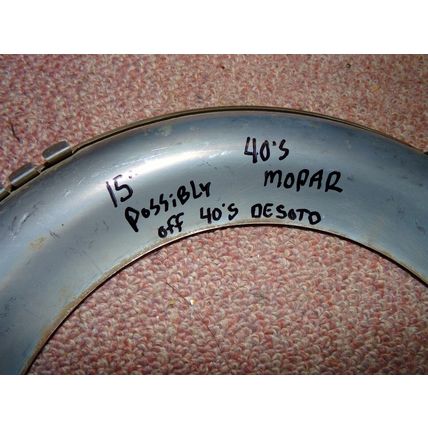 15" 40's
Possibly MOPAR
off 40's DESOTO